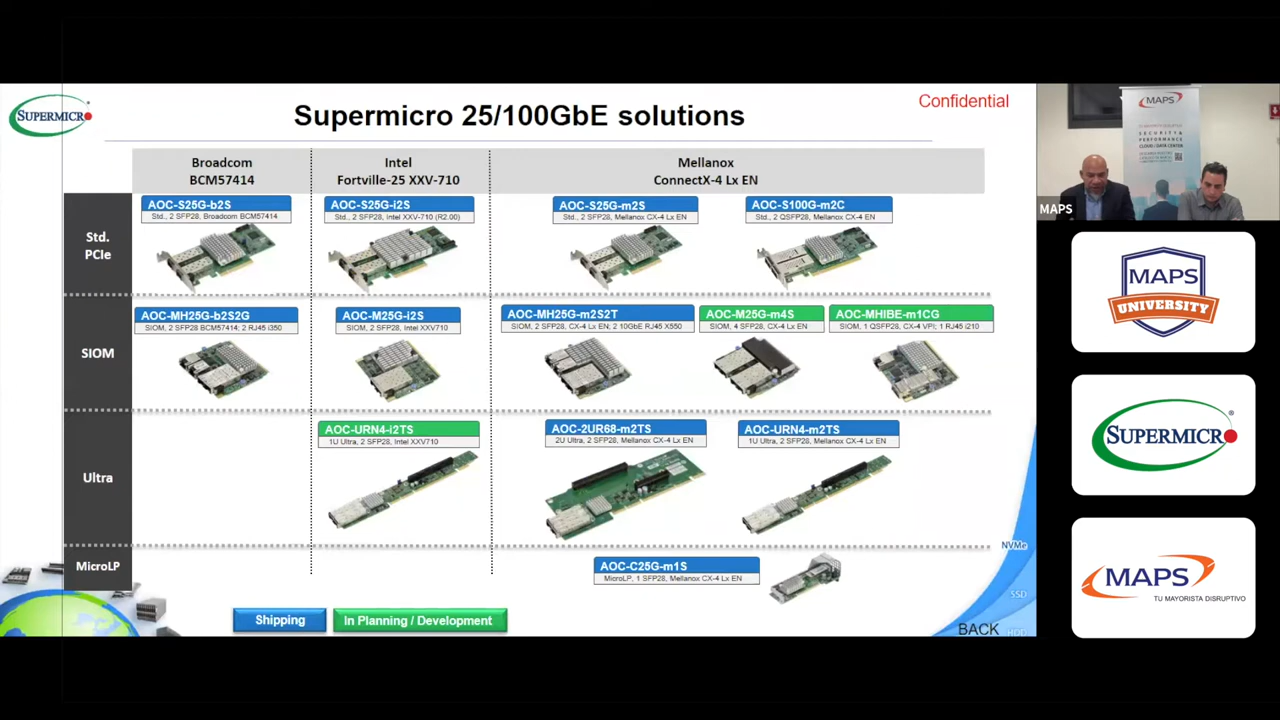 Supermicro 25/100GbE solutions
Confidential
SUPERMICRO
Broadcom
BCM57414
Intel
Fortville-25 XXV-710
Mellanox
ConnectX-4 Lx EN
Std.
PCIe
AOC-S25G-b2S
Std., 2 SFP28, Broadcom BCM57414
AOC-S25G-i2S
Std., 2 SFP28, Intel XXV-710 (R2.00)
AOC-S25G-m2S
Std., 2 SFP28, Mellanox CX-4 Lx EN
AOC-S100G-m2C
Std., 2 QSFP28, Mellanox CX-4 EN
SIOM
AOC-MH25G-b2S2G
SIOM, 2 SFP28 BCM57414; 2 RJ45 i350
AOC-M25G-i2S
SIOM, 2 SFP28, Intel XXV710
AOC-MH25G-m2S2T
SIOM, 2 SFP28, CX-4 Lx EN; 2 10GbE RJ45 X550
AOC-M25G-m4S
SIOM, 4 SFP28, CX-4 Lx EN
AOC-MHIBE-m1CG
SIOM, 1 QSFP28, CX-4 VPI; 1 RJ45 i210
Ultra
AOC-URN4-i2TS
1U Ultra, 2 SFP28, Intel XXV710
AOC-2UR68-m2TS
2U Ultra, 2 SFP28, Mellanox CX-4 Lx EN
AOC-URN4-m2TS
1U Ultra, 2 SFP28, Mellanox CX-4 Lx EN
MicroLP
AOC-C25G-m1S
MicroLP, 1 SFP28, Mellanox CX-4 Lx EN
Shipping
In Planning / Development
NVMe
SSD
HDD
BACK
MAPS
SECURITY &
PERFORMANCE
CLOUD / DATA CENTER
MAPS
MAPS
UNIVERSITY
SUPERMICRO
MAPS
TU MAYORISTA DISRUPTIVO